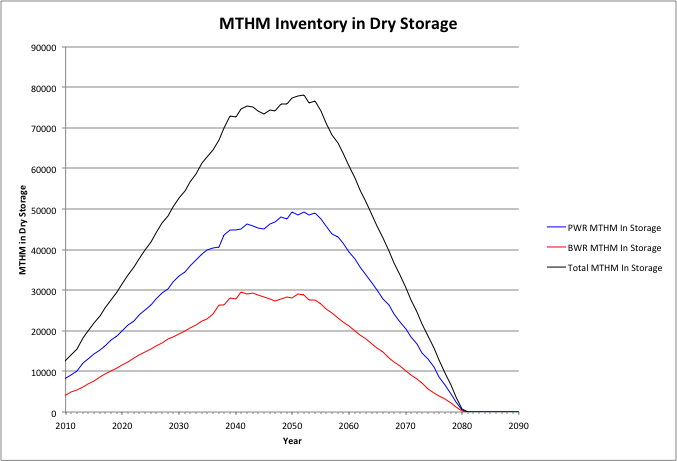 MTHM Inventory in Dry Storage
90000
80000
70000
60000
50000
40000
30000
20000
10000
0
MTHM in Dry Storage
2010 2020 2030 2040 2050 2060 2070 2080 2090
Year
PWR MTHM In Storage
BWR MTHM In Storage
Total MTHM In Storage